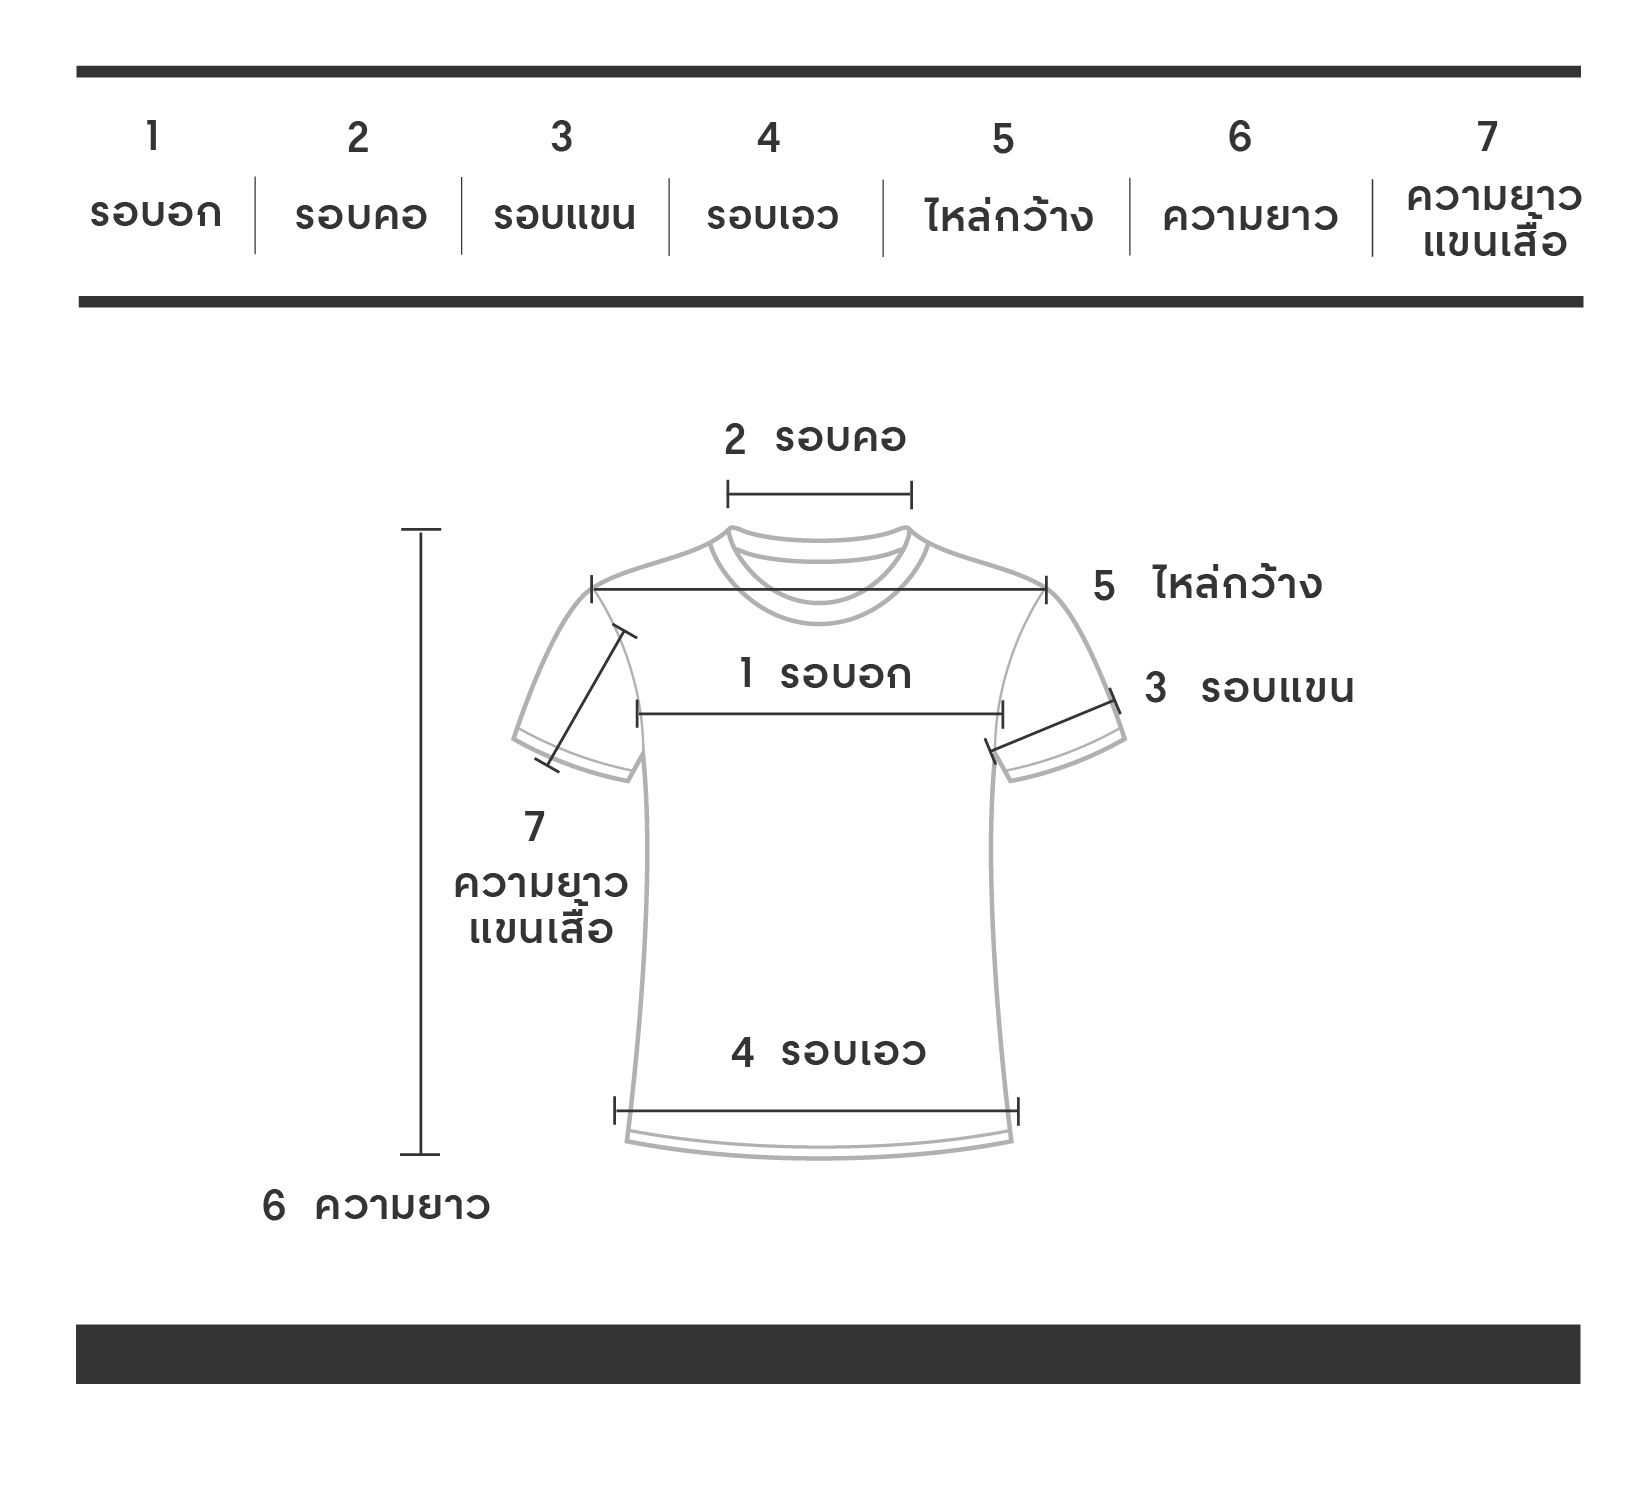 1 2 3 4 5 6 7
รอบอก รอบคอ รอบแขน รอบเอว ไหล่กว้าง ความยาว ความยาว
แขนเสื้อ
2 รอบคอ
5 ไหล่กว้าง
1 รอบอก
3 รอบแขน
7
ความยาว
แขนเสื้อ
4 รอบเอว
6 ความยาว